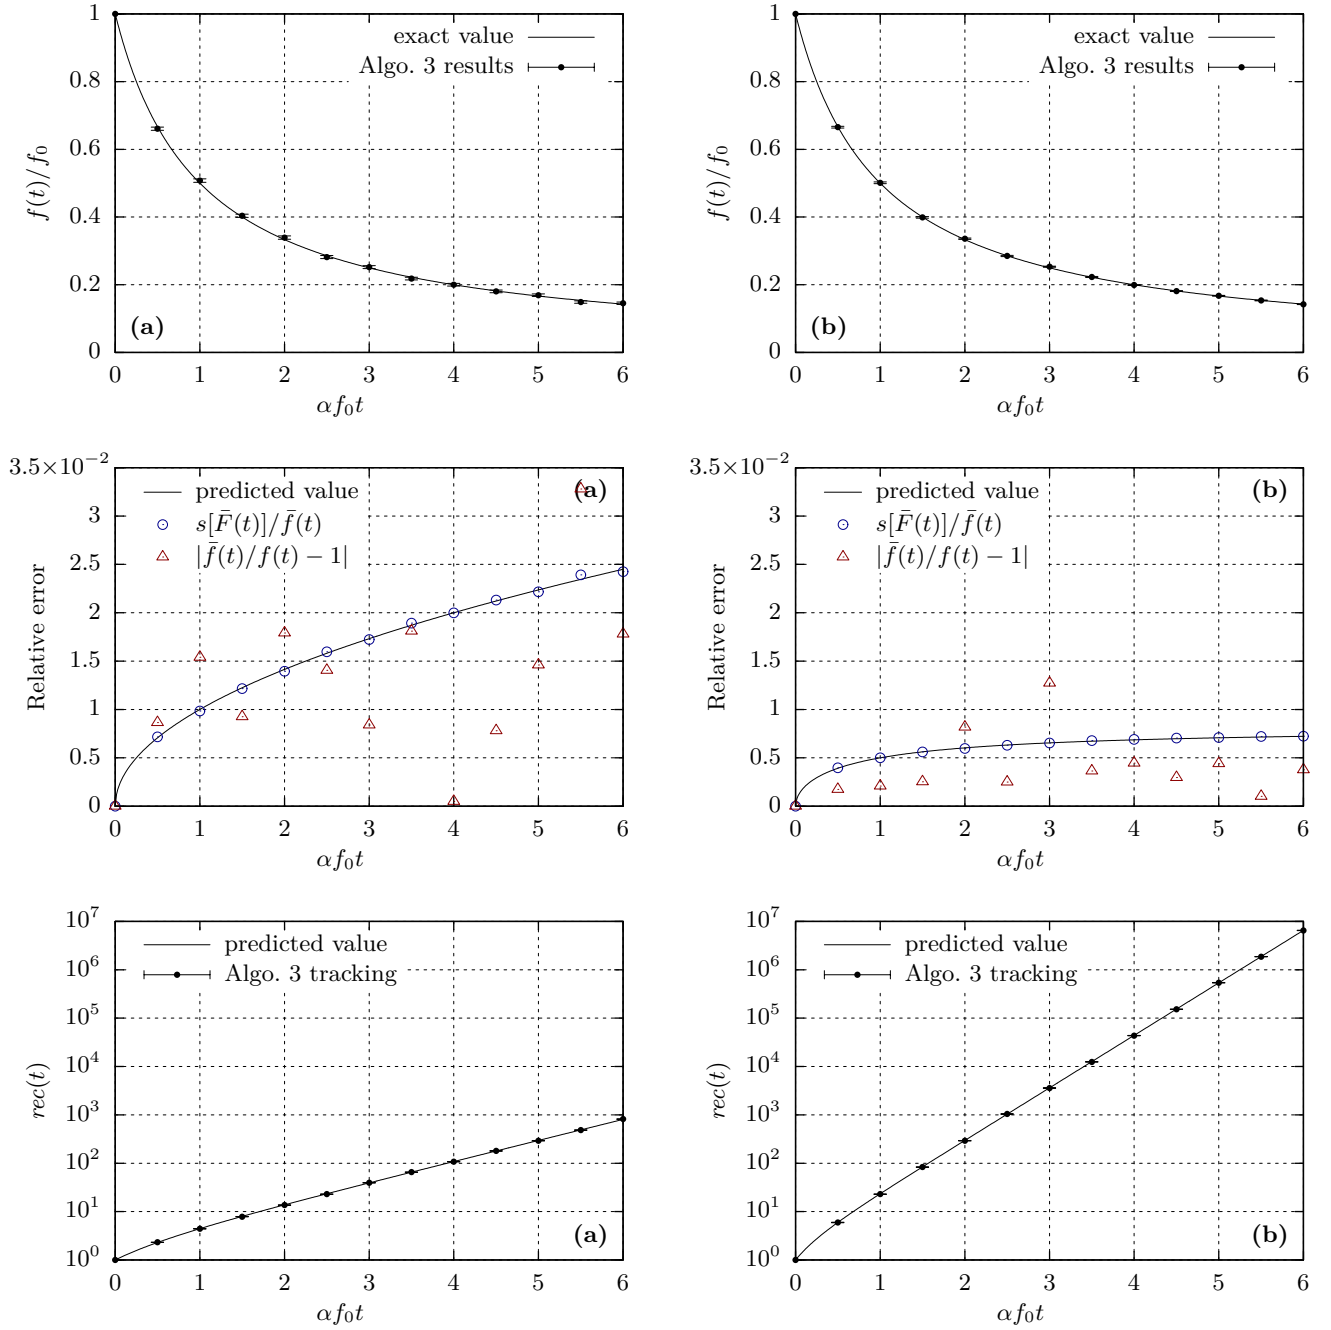 1
0.8
0.6
0.4
0.2
0
f(t)/f₀
exact value
Algo. 3 results
(a)
0 1 2 3 4 5 6
αf₀t
1
0.8
0.6
0.4
0.2
0
f(t)/f₀
exact value
Algo. 3 results
(b)
0 1 2 3 4 5 6
αf₀t
3.5×10⁻²
3
2.5
2
1.5
1
0.5
0
Relative error
predicted value
s[F̄(t)]/f̄(t)
|f̄(t)/f(t) − 1|
(a)
0 1 2 3 4 5 6
αf₀t
3.5×10⁻²
3
2.5
2
1.5
1
0.5
0
Relative error
predicted value
s[F̄(t)]/f̄(t)
|f̄(t)/f(t) − 1|
(b)
0 1 2 3 4 5 6
αf₀t
10⁷
10⁶
10⁵
10⁴
10³
10²
10¹
10⁰
rec(t)
predicted value
Algo. 3 tracking
(a)
0 1 2 3 4 5 6
αf₀t
10⁷
10⁶
10⁵
10⁴
10³
10²
10¹
10⁰
rec(t)
predicted value
Algo. 3 tracking
(b)
0 1 2 3 4 5 6
αf₀t